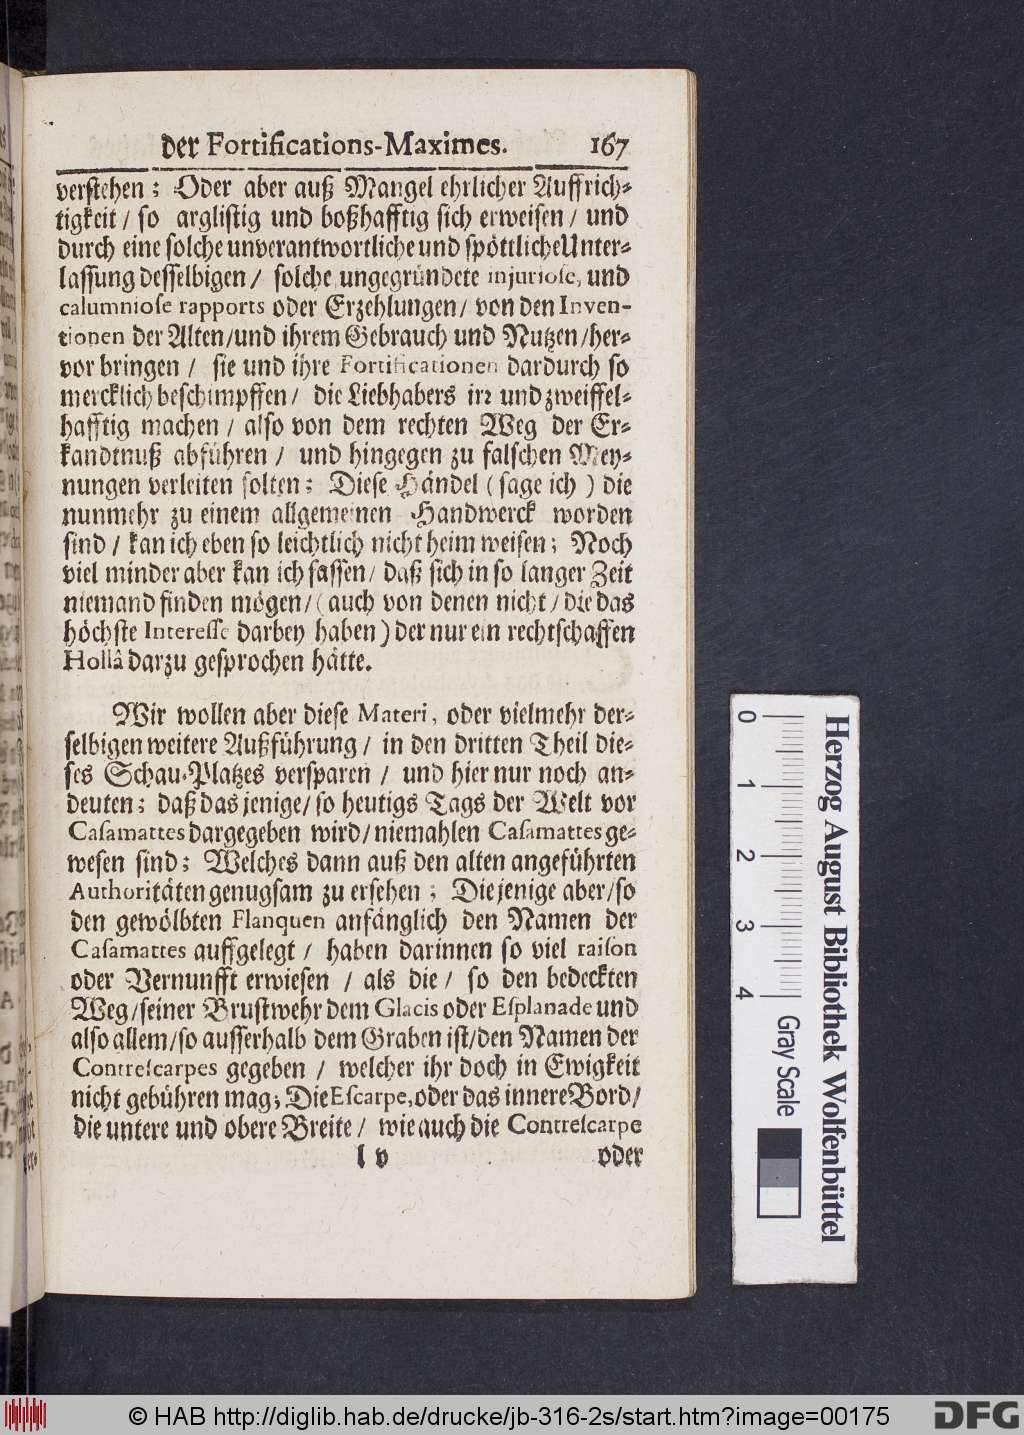 der Fortifications-Maximes. 167
verstehen; Oder aber auß Mangel ehrlicher Auffrich-
tigkeit / so arglistig und boßhafftig sich erweisen / und
durch eine solche unverantwortliche und spöttliche Unter-
lassung desselbigen / solche ungegründete injuriose, und
calumniose rapports oder Erzehlungen / von den Inven-
tionen der Alten / und ihrem Gebrauch und Nutzen / her-
vor bringen / sie und ihre Fortificationen dardurch so
mercklich beschimpffen / die Liebhabers irr und zweiffel-
hafftig machen / also von dem rechten Weg der Er-
kandtnuß abführen / und hingegen zu falschen Mey-
nungen verleiten solten; Diese Händel ( sage ich ) die
nunmehr zu einem allgemeinen Handwerck worden
sind / kan ich eben so leichtlich nicht heim weisen; Noch
viel minder aber kan ich fassen / daß sich in so langer Zeit
niemand finden mögen / ( auch von denen nicht / die das
höchste Interesse darbey haben ) der nur ein rechtschaffen
Hollâ darzu gesprochen hätte.
Wir wollen aber diese Materi, oder vielmehr der-
selbigen weitere Außführung / in den dritten Theil die-
ses Schau-Platzes versparen / und hier nur noch an-
deuten; daß das jenige / so heutigs Tags der Welt vor
Casamattes dargegeben wird / niemahlen Casamattes ge-
wesen sind; Welches dann auß den alten angeführten
Authoritäten genugsam zu ersehen; Die jenige aber / so
den gewölbten Flanquen anfänglich den Namen der
Casamattes auffgelegt / haben darinnen so viel raison
oder Vernunfft erwiesen / als die / so den bedeckten
Weg / seiner Brustwehr dem Glacis oder Esplanade und
also allem / so ausserhalb dem Graben ist / den Namen der
Contrescarpes gegeben / welcher ihr doch in Ewigkeit
nicht gebühren mag; Die Escarpe, oder das innere Bord /
die untere und obere Breite / wie auch die Contrescarpe
l v oder
0 1 2 3 4 Gray Scale
Herzog August Bibliothek Wolfenbüttel
© HAB http://diglib.hab.de/drucke/jb-316-2s/start.htm?image=00175
DFG